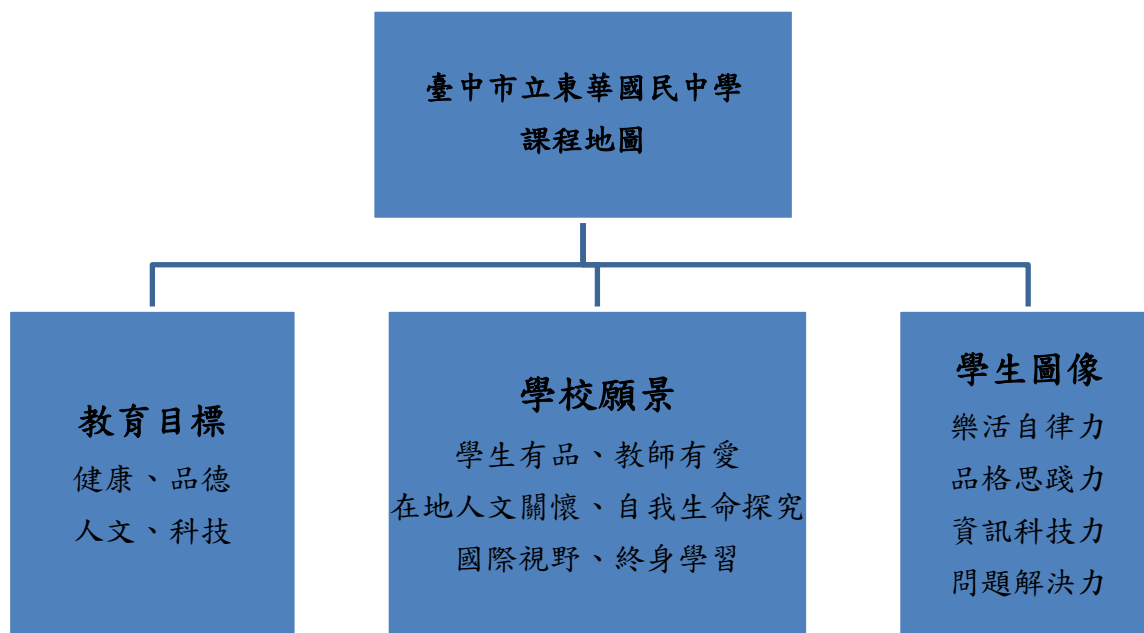 臺中市立東華國民中學
課程地圖
教育目標
健康、品德
人文、科技
學校願景
學生有品、教師有愛
在地人文關懷、自我生命探究
國際視野、終身學習
學生圖像
樂活自律力
品格思踐力
資訊科技力
問題解決力